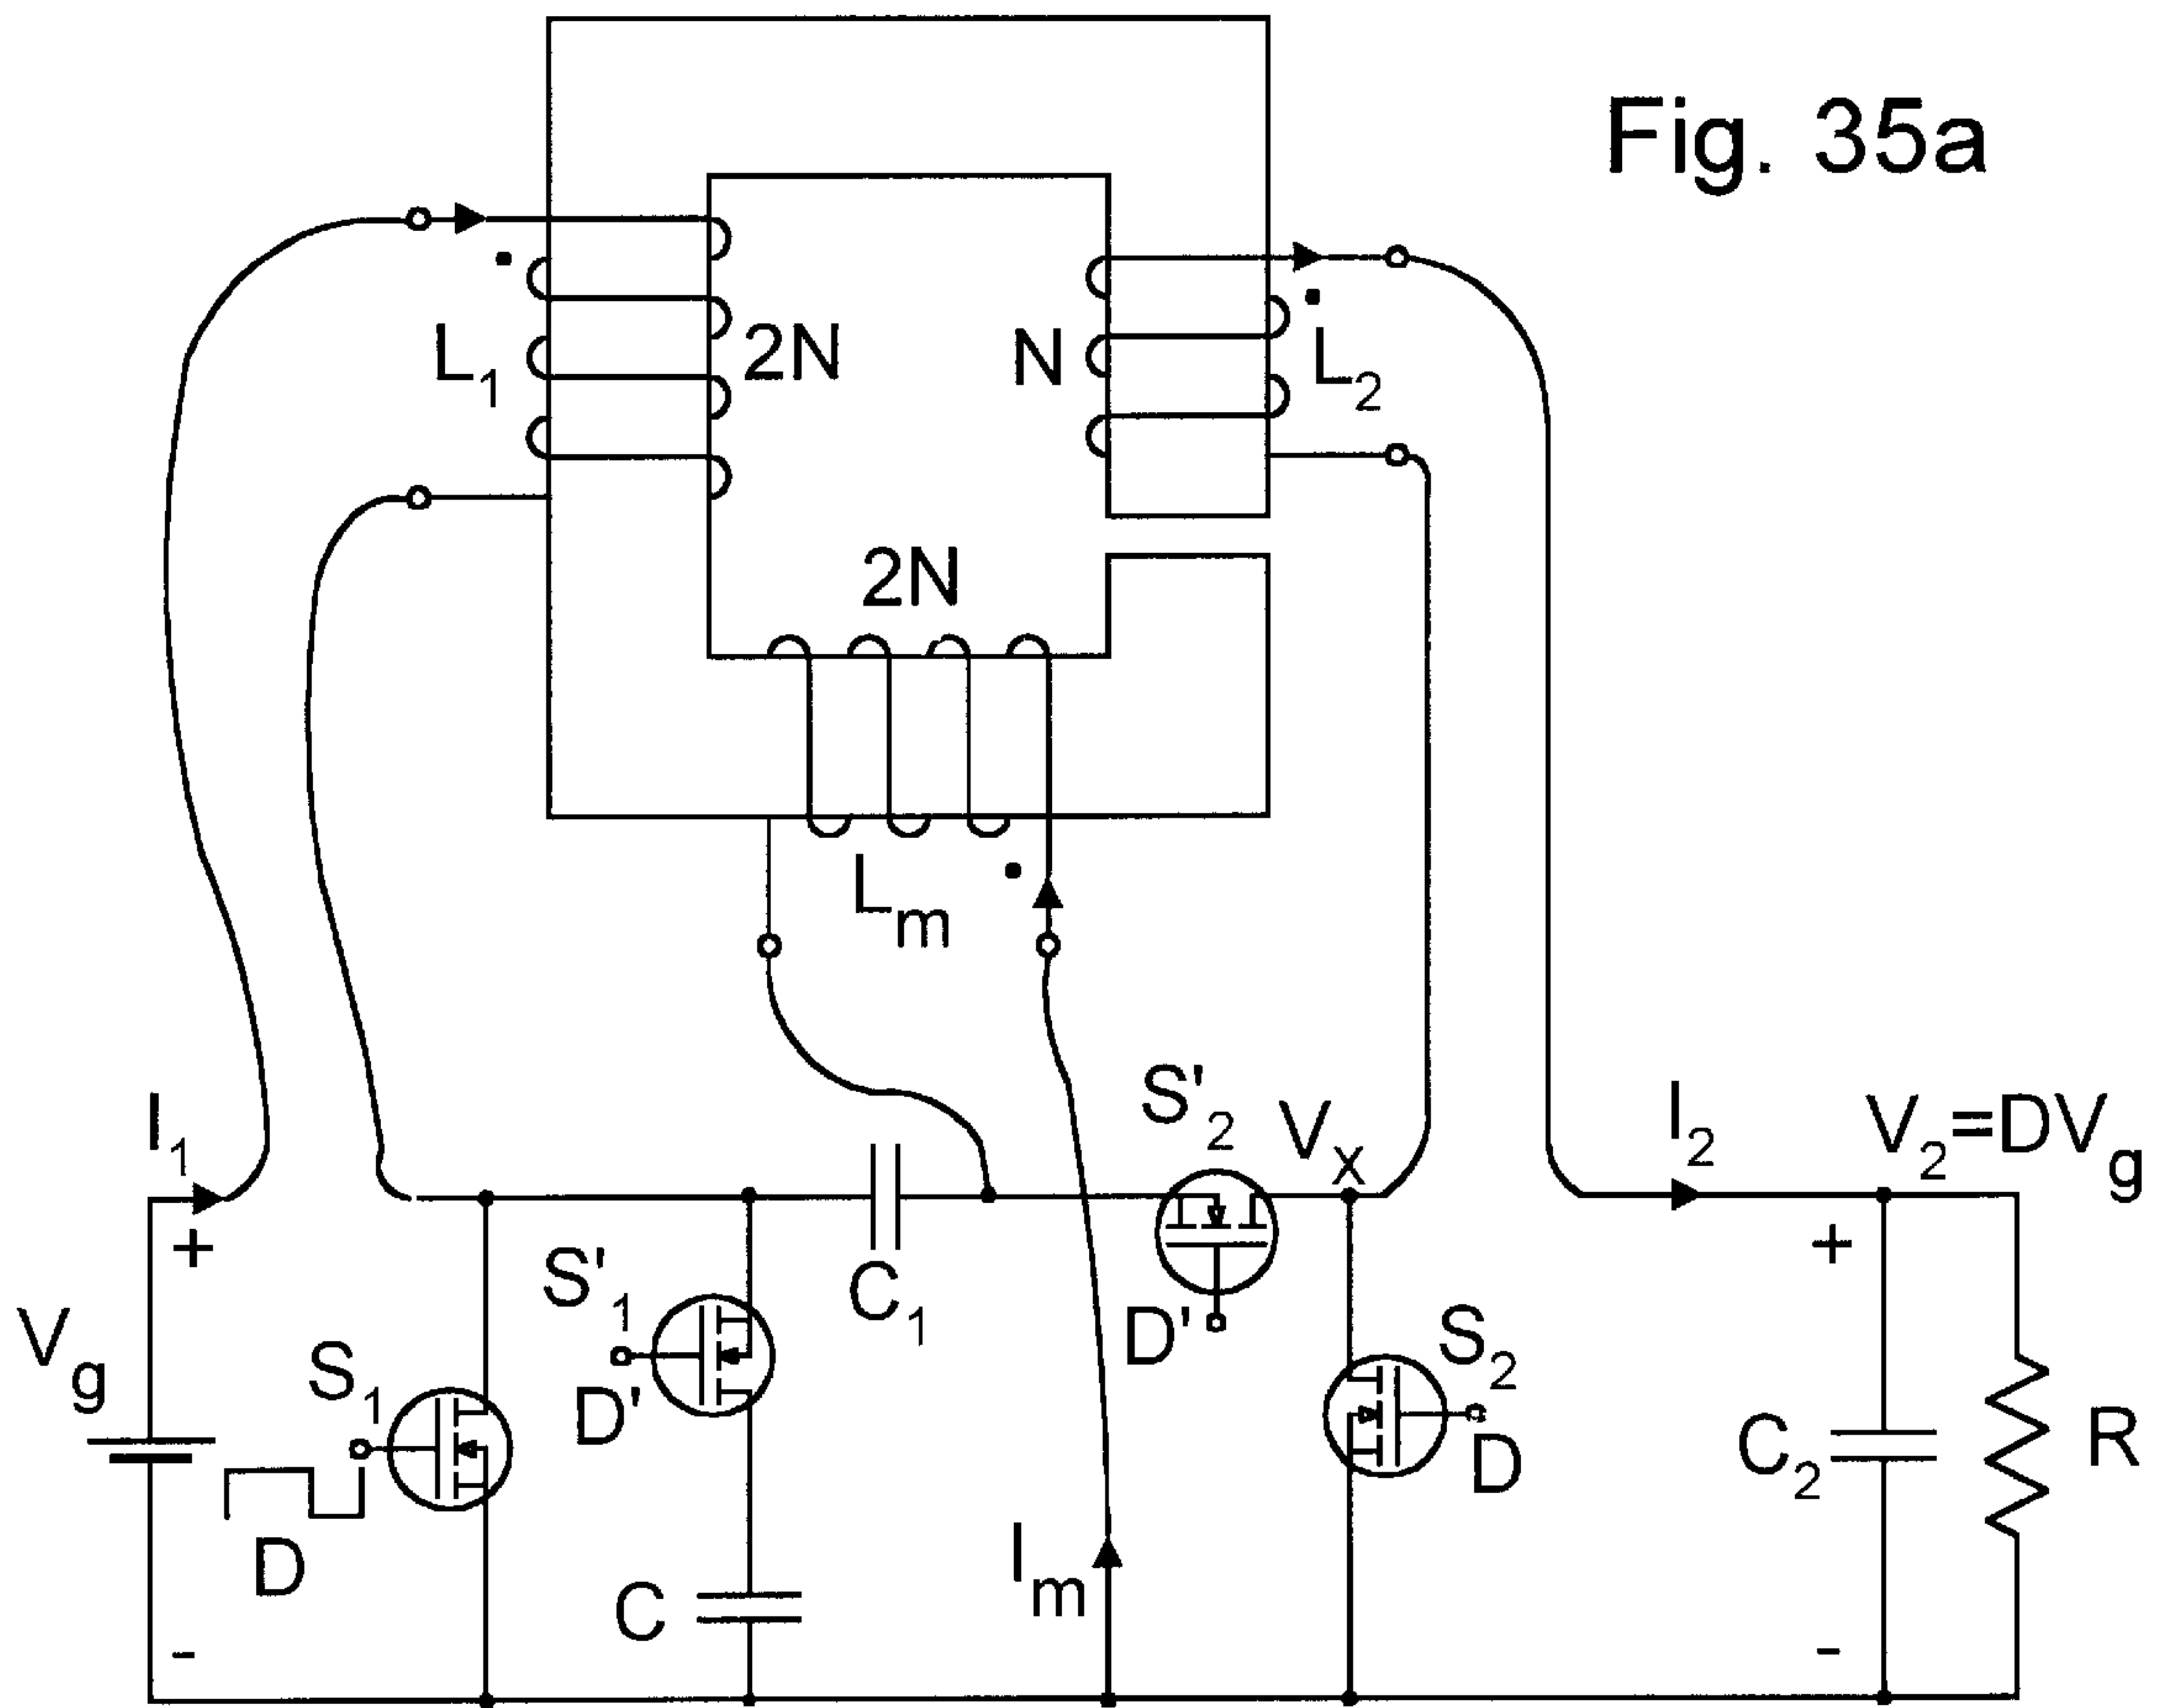 Fig. 35a
L1
2N
N
L2
2N
Lm
I1
+
Vg
-
S1
D
S'1
D'
C
C1
Im
S'2
D'
Vx
S2
D
I2
V2=DVg
+
-
C2
R